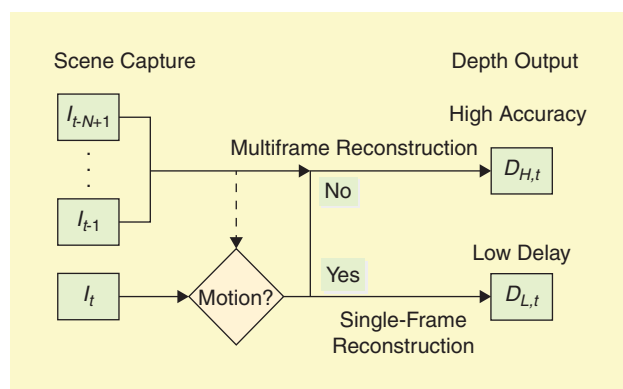 Scene Capture
Depth Output
I_{t-N+1}
.
.
.
I_{t-1}
I_t
Multiframe Reconstruction
High Accuracy
D_{H,t}
No
Motion?
Yes
Low Delay
D_{L,t}
Single-Frame
Reconstruction